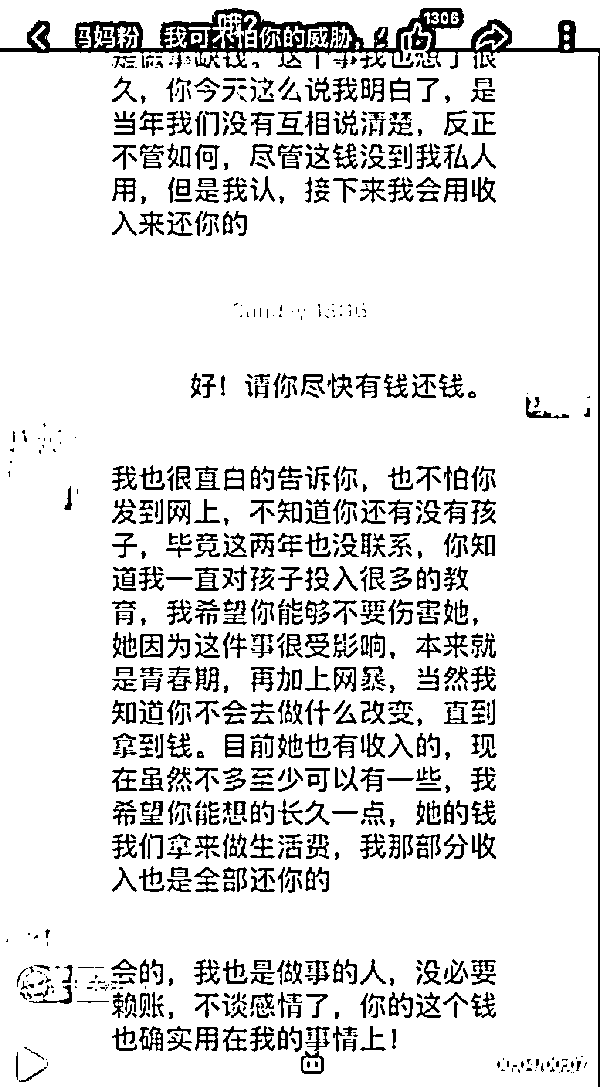 哦？
1306
妈妈粉 我可不怕你的威胁，
是谁事缺钱。这个事我也想了很
久，你今天这么说我明白了，是
当年我们没有互相说清楚，反正
不管如何，尽管这钱没到我私人
用，但是我认，接下来我会用收
入来还你的
好！请你尽快有钱还钱。
我也很直白的告诉你，也不怕你
发到网上，不知道你还有没有孩
子，毕竟这两年也没联系，你知
道我一直对孩子投入很多的教
育，我希望你能够不要伤害她，
她因为这件事很受影响，本来就
是青春期，再加上网暴，当然我
知道你不会去做什么改变，直到
拿到钱。目前她也有收入的，现
在虽然不多至少可以有一些，我
希望你能想的长久一点，她的钱
我们拿来做生活费，我那部分收
入也是全部还你的
会的，我也是做事的人，没必要
赖账，不谈感情了，你的这个钱
也确实用在我的事情上！